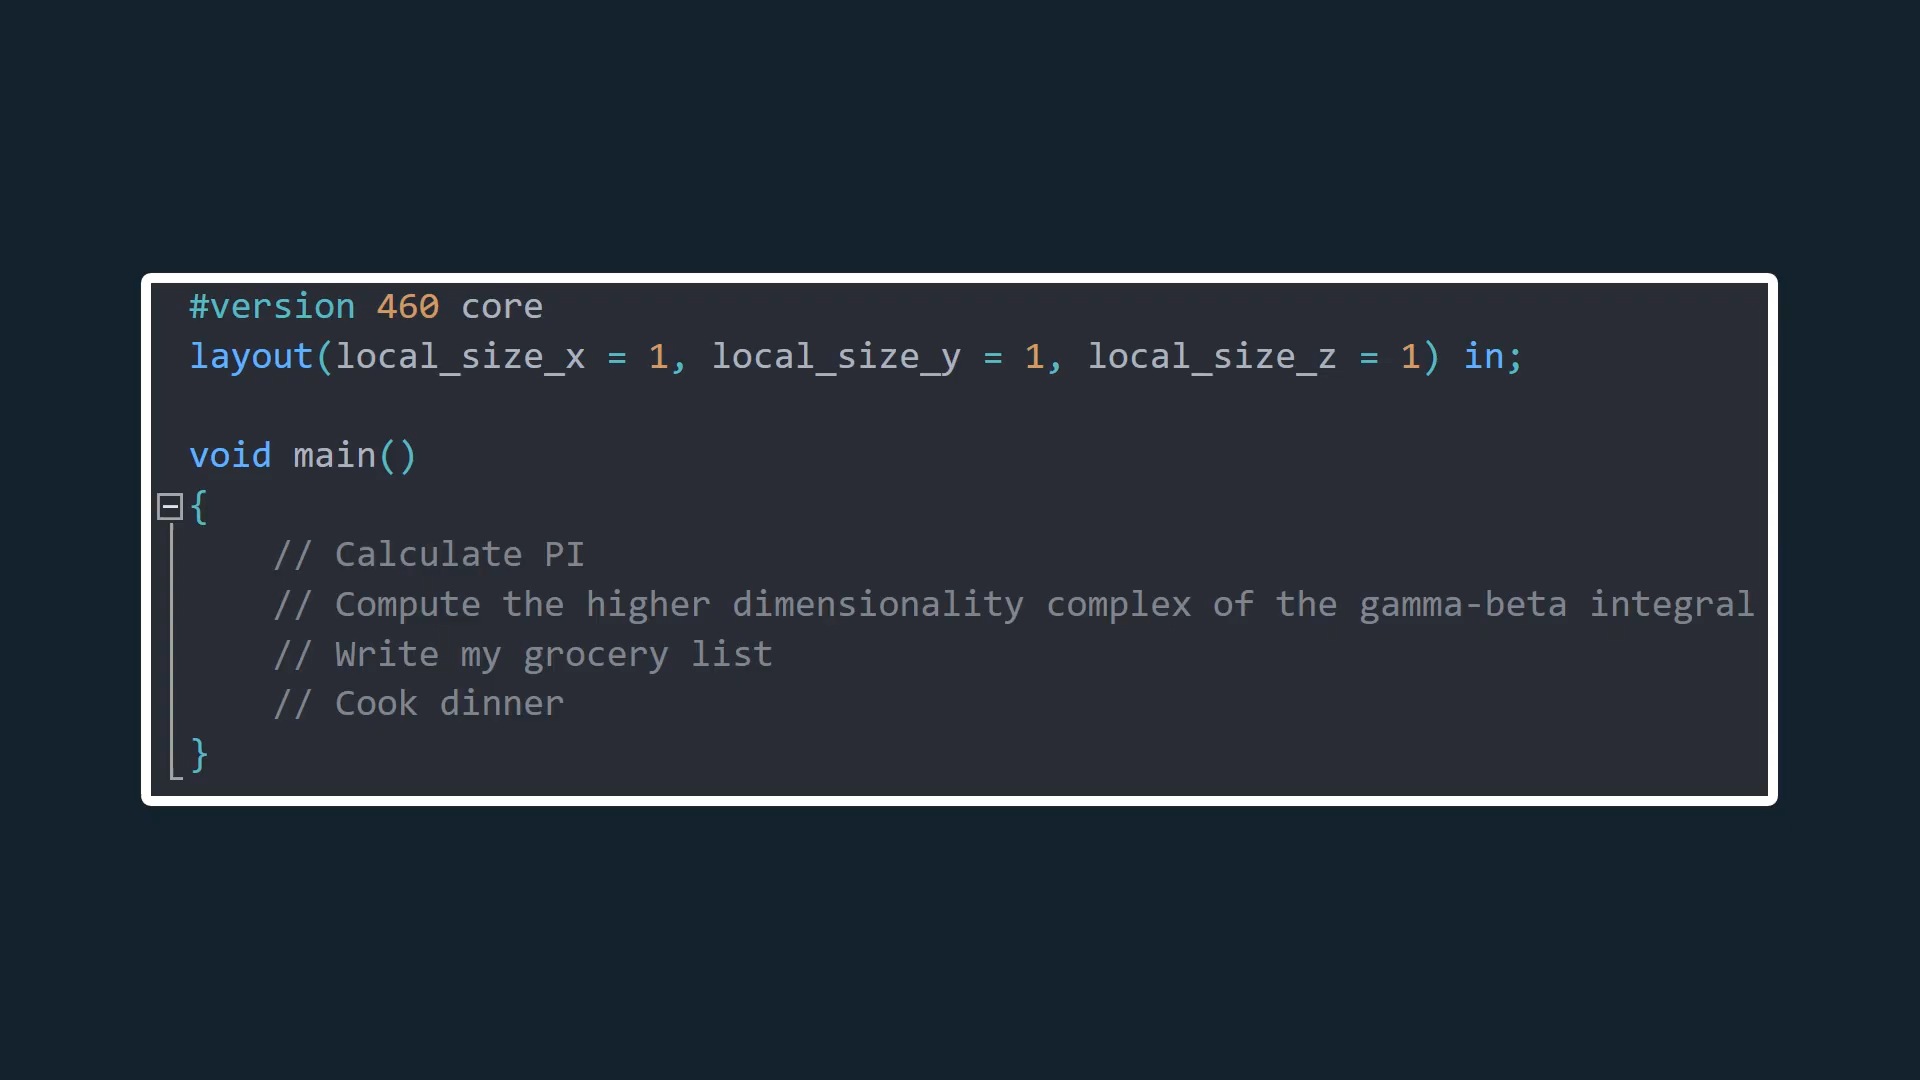 #version 460 core
layout(local_size_x = 1, local_size_y = 1, local_size_z = 1) in;
void main()
{
// Calculate PI
// Compute the higher dimensionality complex of the gamma-beta integral
// Write my grocery list
// Cook dinner
}